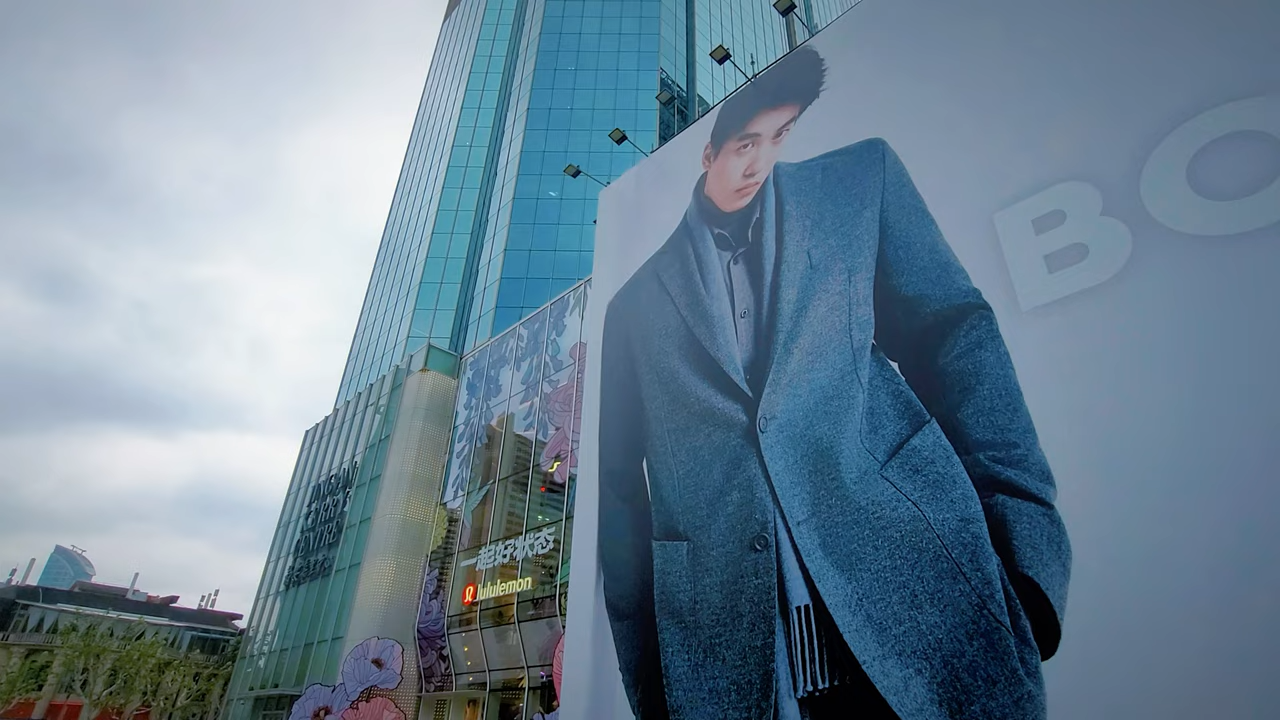 JING AN
KERRY
CENTRE
一起好状态
lululemon
BO